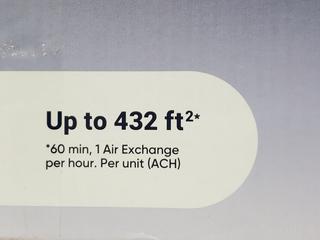 Up to 432 ft²*
*60 min, 1 Air Exchange
per hour. Per unit (ACH)